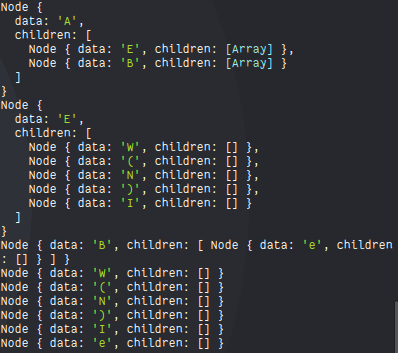 Node {
  data: 'A',
  children: [
    Node { data: 'E', children: [Array] },
    Node { data: 'B', children: [Array] }
  ]
}
Node {
  data: 'E',
  children: [
    Node { data: 'W', children: [] },
    Node { data: '(', children: [] },
    Node { data: 'N', children: [] },
    Node { data: ')', children: [] },
    Node { data: 'I', children: [] }
  ]
}
Node { data: 'B', children: [ Node { data: 'e', children
: [] } ] }
Node { data: 'W', children: [] }
Node { data: '(', children: [] }
Node { data: 'N', children: [] }
Node { data: ')', children: [] }
Node { data: 'I', children: [] }
Node { data: 'e', children: [] }